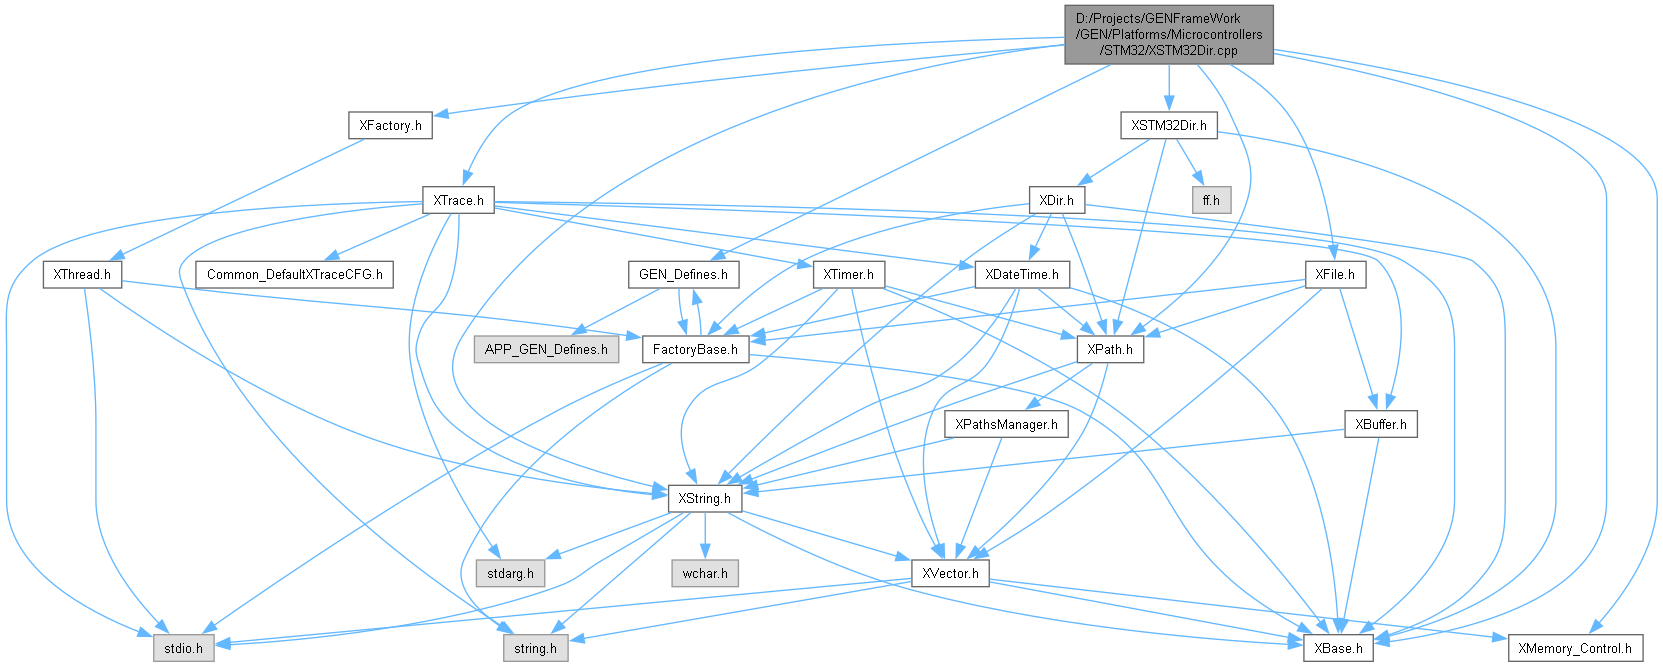 D:/Projects/GENFrameWork
/GEN/Platforms/Microcontrollers
/STM32/XSTM32Dir.cpp
XFactory.h
XSTM32Dir.h
XTrace.h
XDir.h
ff.h
XThread.h
Common_DefaultXTraceCFG.h
GEN_Defines.h
XTimer.h
XDateTime.h
XFile.h
APP_GEN_Defines.h
FactoryBase.h
XPath.h
XPathsManager.h
XBuffer.h
XString.h
stdarg.h
wchar.h
XVector.h
stdio.h
string.h
XBase.h
XMemory_Control.h